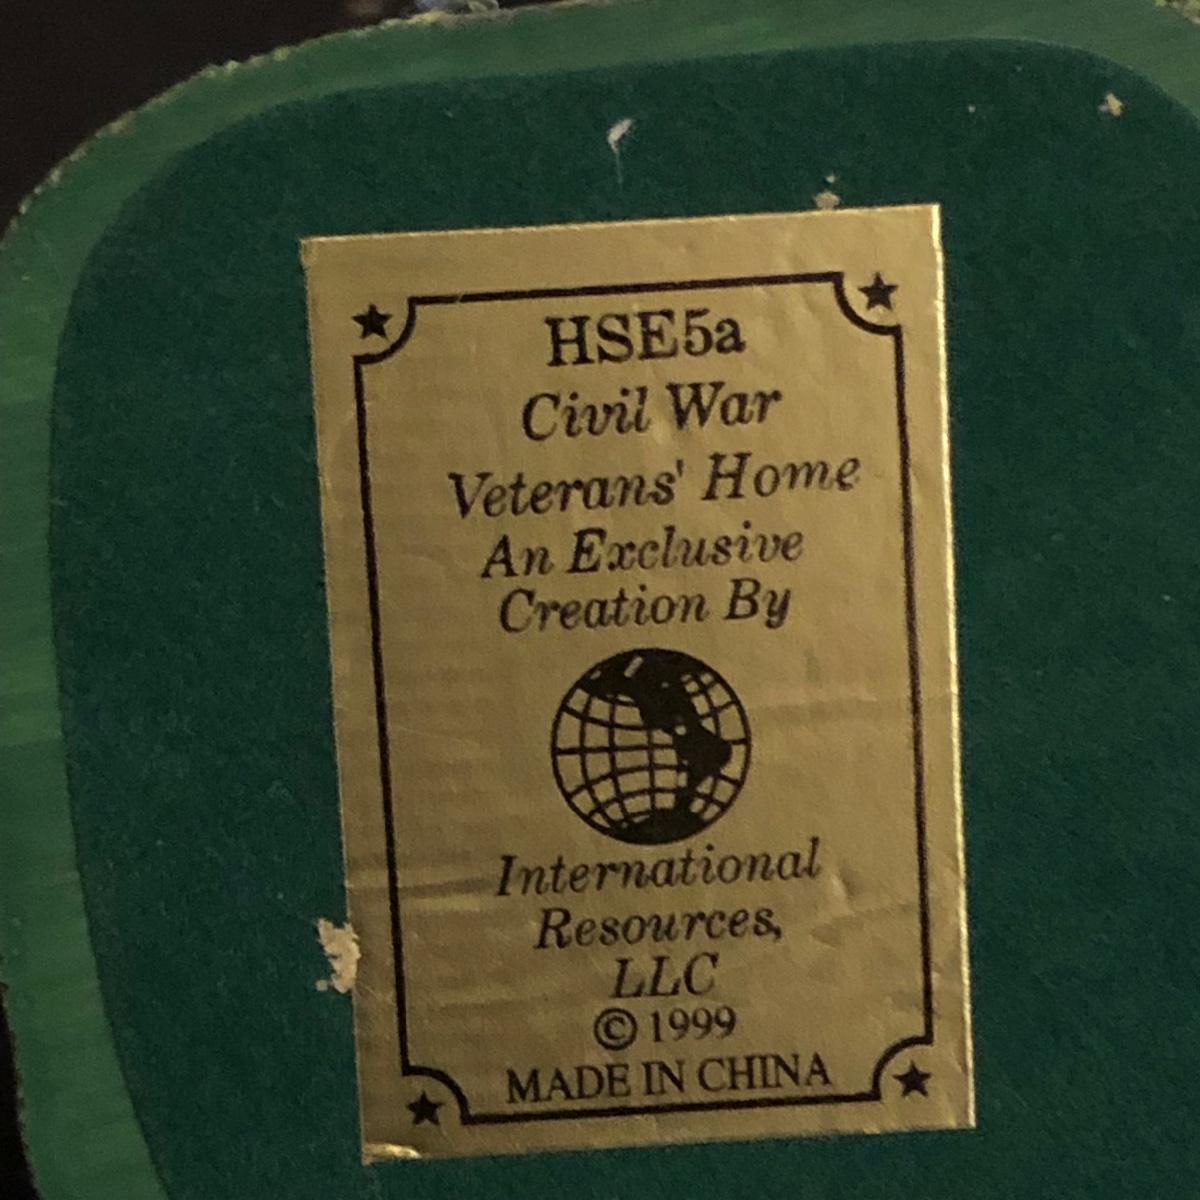 HSE5a
Civil War
Veterans' Home
An Exclusive
Creation By
International
Resources,
LLC
© 1999
MADE IN CHINA